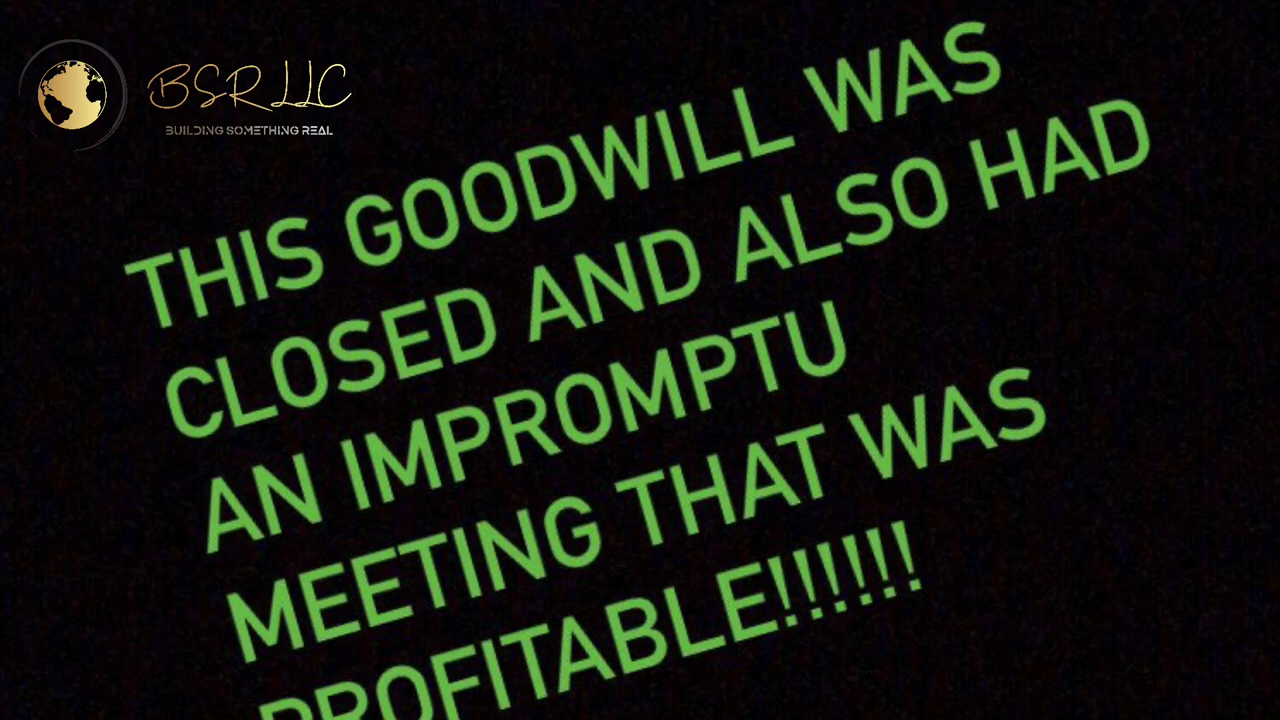 BSR LLC
BUILDING SOMETHING REAL
THIS GOODWILL WAS
CLOSED AND ALSO HAD
AN IMPROMPTU
MEETING THAT WAS
PROFITABLE!!!!!!